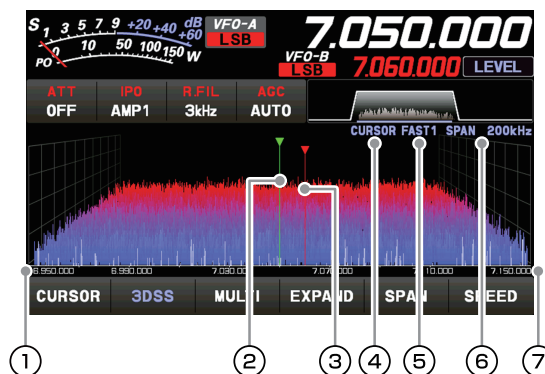 S 1 3 5 7 9 +20 +40 +60 dB
PO 0 10 50 100 150 W
VFO-A
LSB
7.050.000
VFO-B
LSB
7.060.000
LEVEL
ATT IPO R.FIL AGC
OFF AMP1 3kHz AUTO
CURSOR FAST1 SPAN 200kHz
6.950.000 6.990.000 7.030.000 7.070.000 7.110.000 7.150.000
CURSOR 3DSS MULTI EXPAND SPAN SPEED
① ② ③ ④ ⑤ ⑥ ⑦